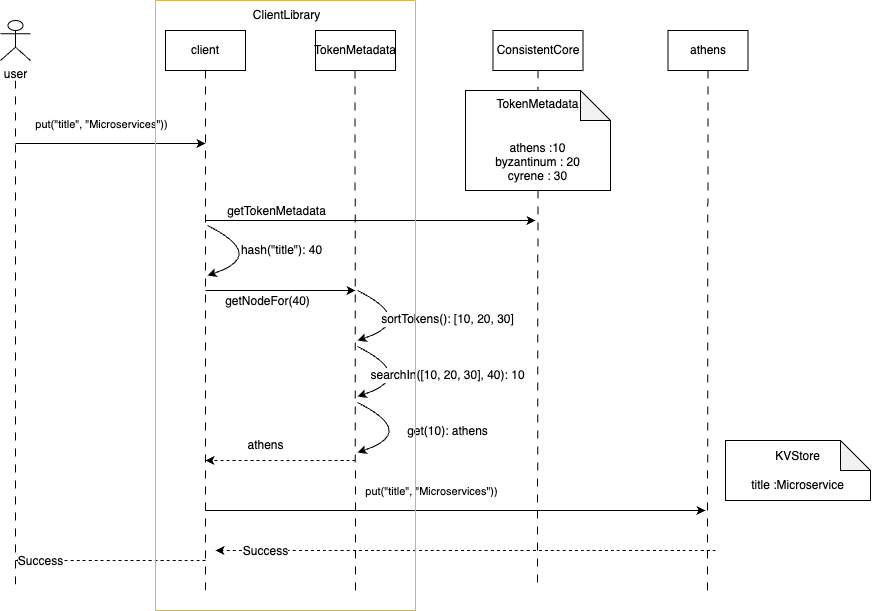 ClientLibrary
client
TokenMetadata
ConsistentCore
athens
user
TokenMetadata
athens :10
byzantinum : 20
cyrene : 30
put("title", "Microservices"))
getTokenMetadata
hash("title"): 40
getNodeFor(40)
sortTokens(): [10, 20, 30]
searchIn([10, 20, 30], 40): 10
get(10): athens
athens
KVStore
title :Microservice
put("title", "Microservices"))
Success
Success